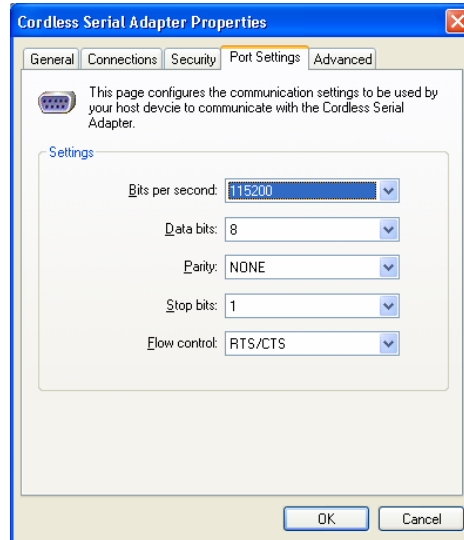 Cordless Serial Adapter Properties
General Connections Security Port Settings Advanced
This page configures the communication settings to be used by
your host devcie to communicate with the Cordless Serial
Adapter.
Settings
Bits per second: 115200
Data bits: 8
Parity: NONE
Stop bits: 1
Flow control: RTS/CTS
OK Cancel